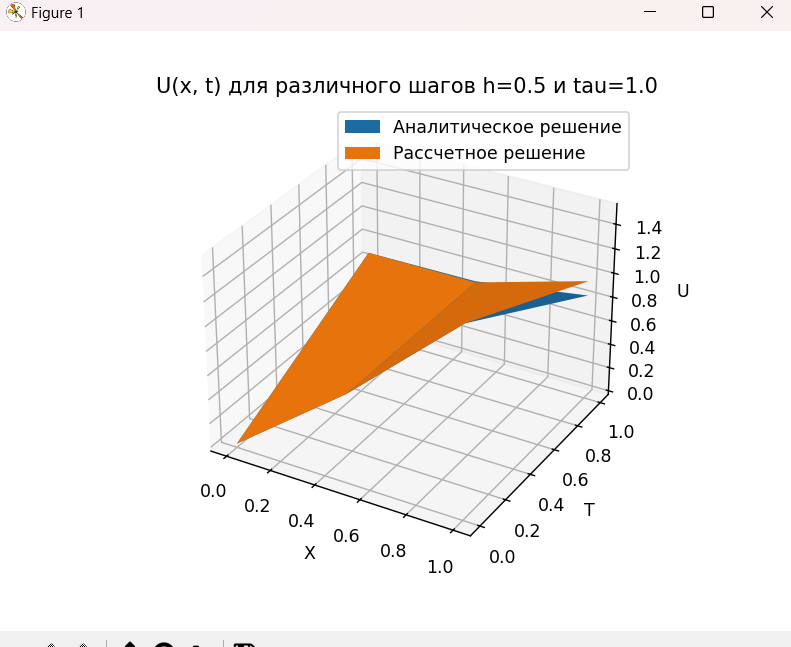 Figure 1
U(x, t) для различного шагов h=0.5 и tau=1.0
Аналитическое решение
Рассчетное решение
1.4
1.2
1.0
0.8
0.6
0.4
0.2
0.0
U
1.0
0.8
0.6
0.4
0.2
0.0
T
0.0
0.2
0.4
0.6
0.8
1.0
X